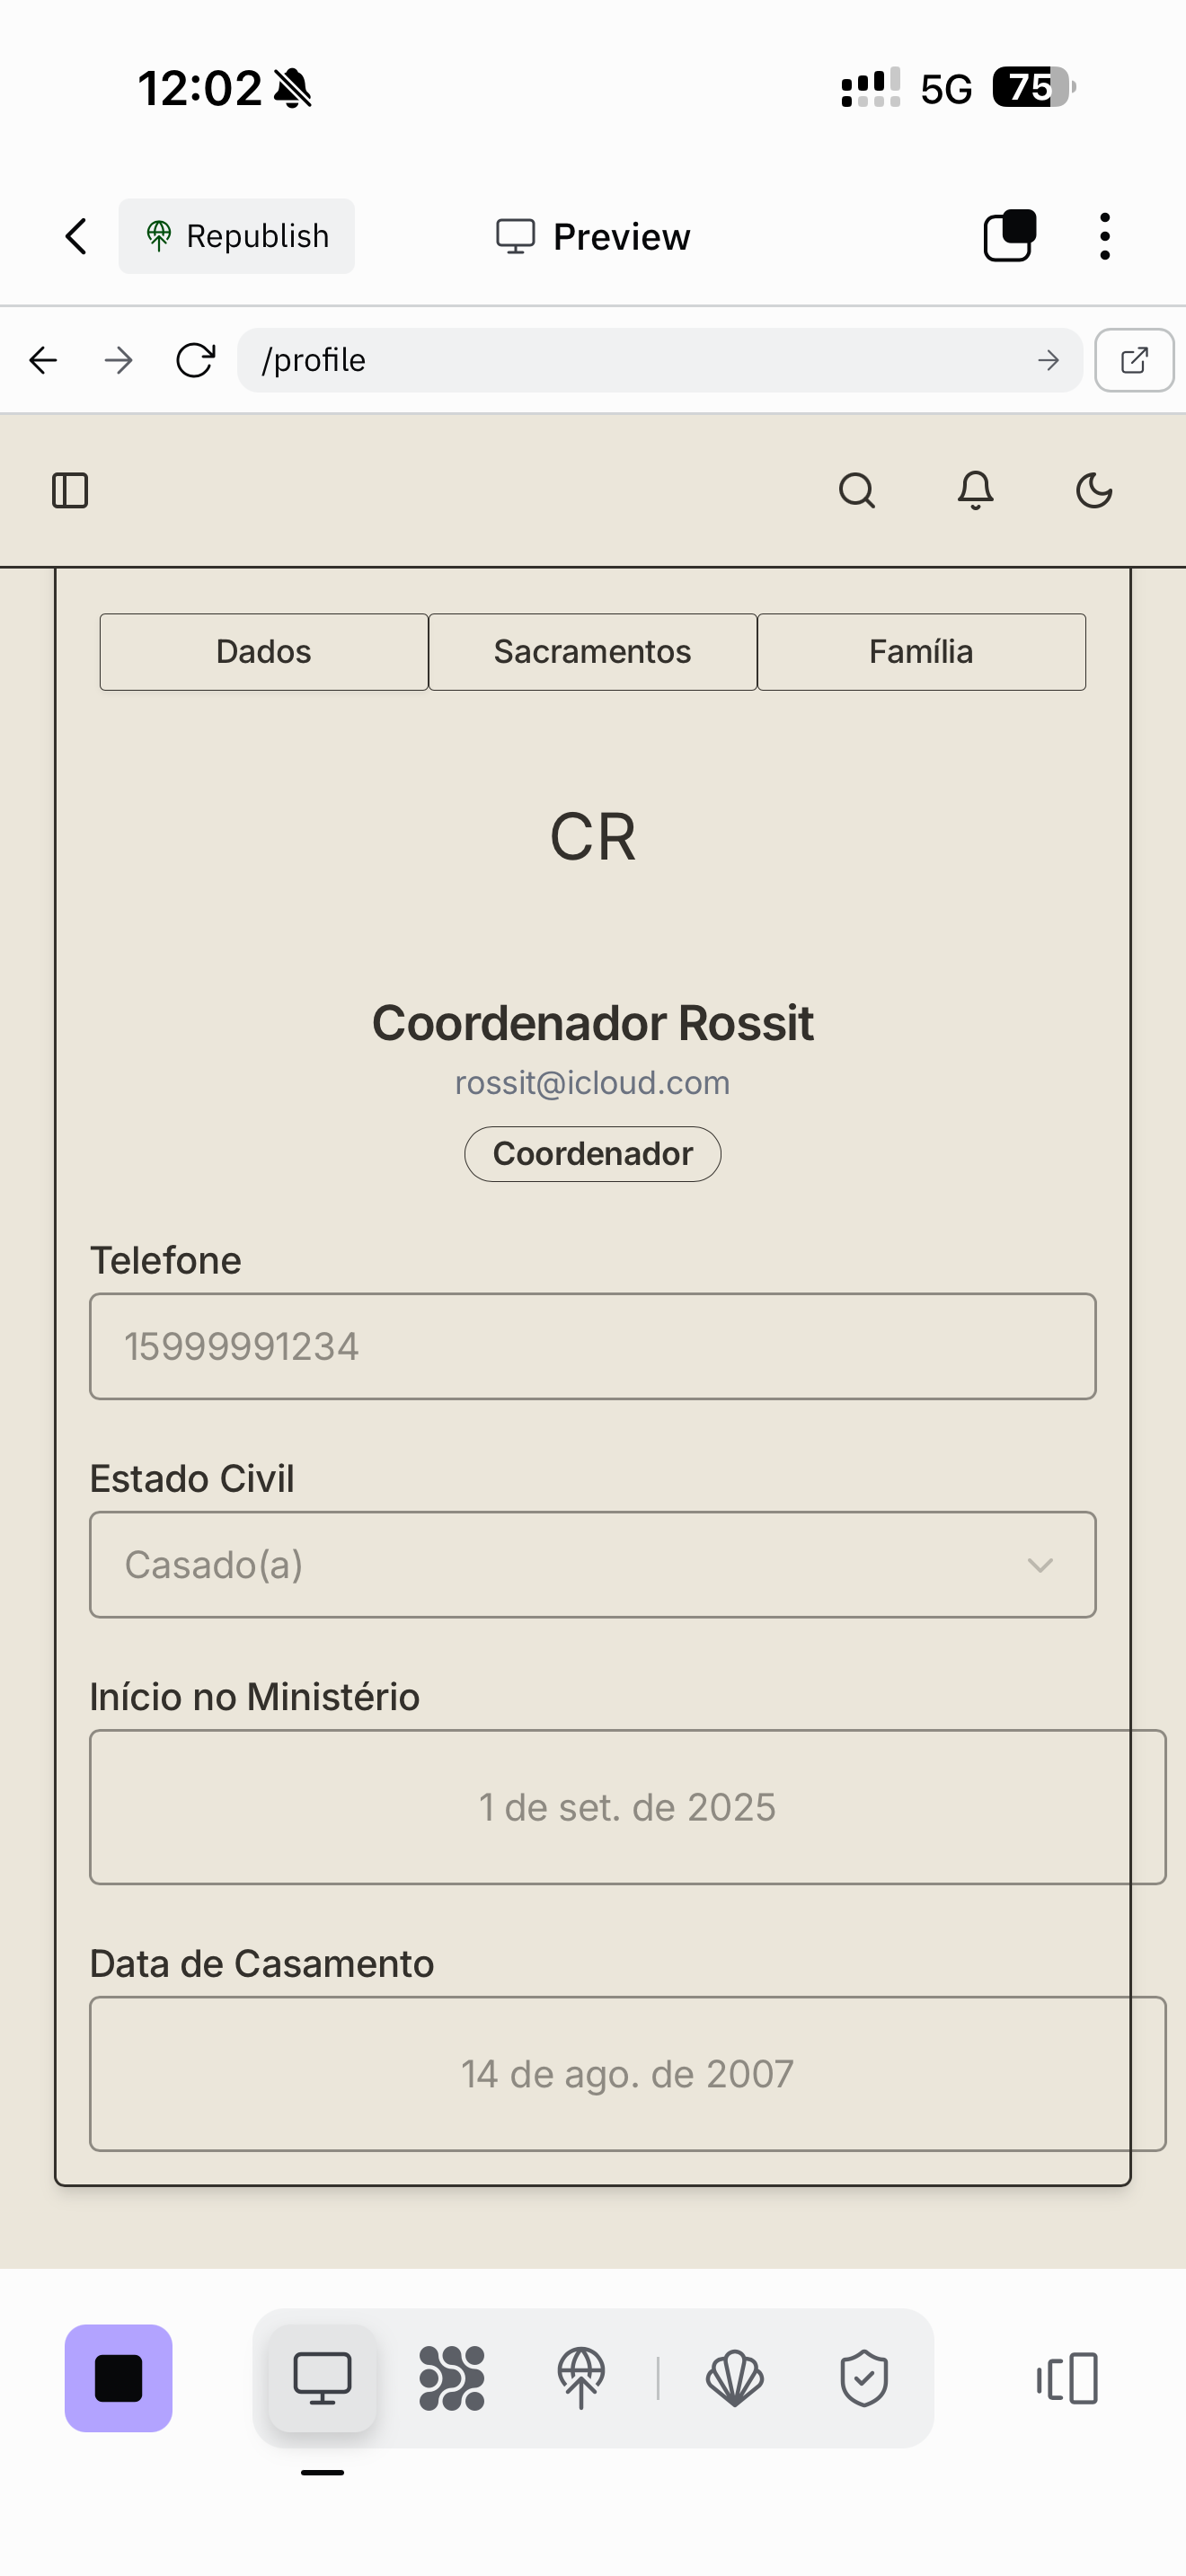 12:02
5G
75
Republish
Preview
/profile
Dados
Sacramentos
Família
CR
Coordenador Rossit
rossit@icloud.com
Coordenador
Telefone
15999991234
Estado Civil
Casado(a)
Início no Ministério
1 de set. de 2025
Data de Casamento
14 de ago. de 2007